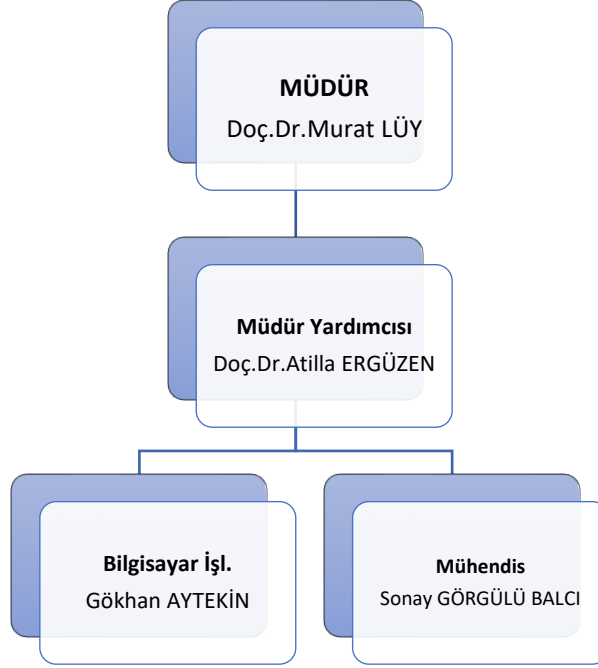 MÜDÜR
Doç.Dr.Murat LÜY
Müdür Yardımcısı
Doç.Dr.Atilla ERGÜZEN
Bilgisayar İşl.
Gökhan AYTEKİN
Mühendis
Sonay GÖRGÜLÜ BALCI